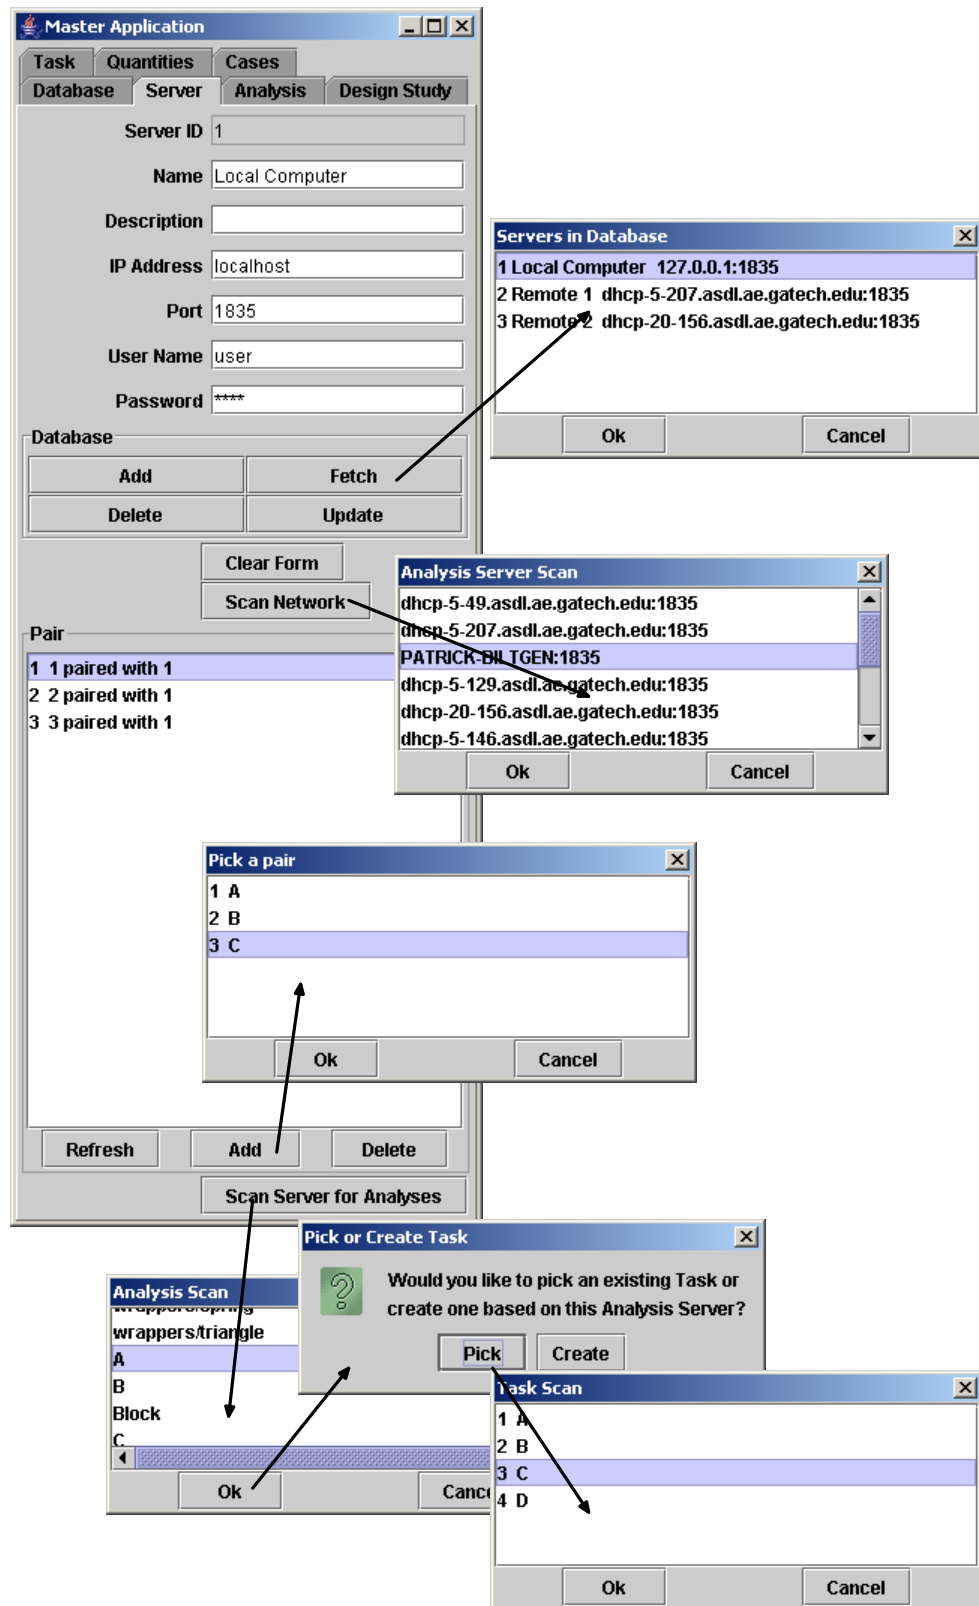 Master Application
Task Quantities Cases
Database Server Analysis Design Study
Server ID 1
Name Local Computer
Description
IP Address localhost
Port 1835
User Name user
Password ****
Database
Add Fetch
Delete Update
Clear Form
Scan Network
Pair
1 1 paired with 1
2 2 paired with 1
3 3 paired with 1
Refresh Add Delete
Scan Server for Analyses
Servers in Database
1 Local Computer 127.0.0.1:1835
2 Remote 1 dhcp-5-207.asdl.ae.gatech.edu:1835
3 Remote 2 dhcp-20-156.asdl.ae.gatech.edu:1835
Ok Cancel
Analysis Server Scan
dhcp-5-49.asdl.ae.gatech.edu:1835
dhcp-5-207.asdl.ae.gatech.edu:1835
PATRICK-BILTGEN:1835
dhcp-5-129.asdl.ae.gatech.edu:1835
dhcp-20-156.asdl.ae.gatech.edu:1835
dhcp-5-146.asdl.ae.gatech.edu:1835
Ok Cancel
Pick a pair
1 A
2 B
3 C
Ok Cancel
Analysis Scan
wrappers/spring
wrappers/triangle
A
B
Block
C
Ok Canc
Pick or Create Task
Would you like to pick an existing Task or
create one based on this Analysis Server?
Pick Create
Task Scan
1 A
2 B
3 C
4 D
Ok Cancel